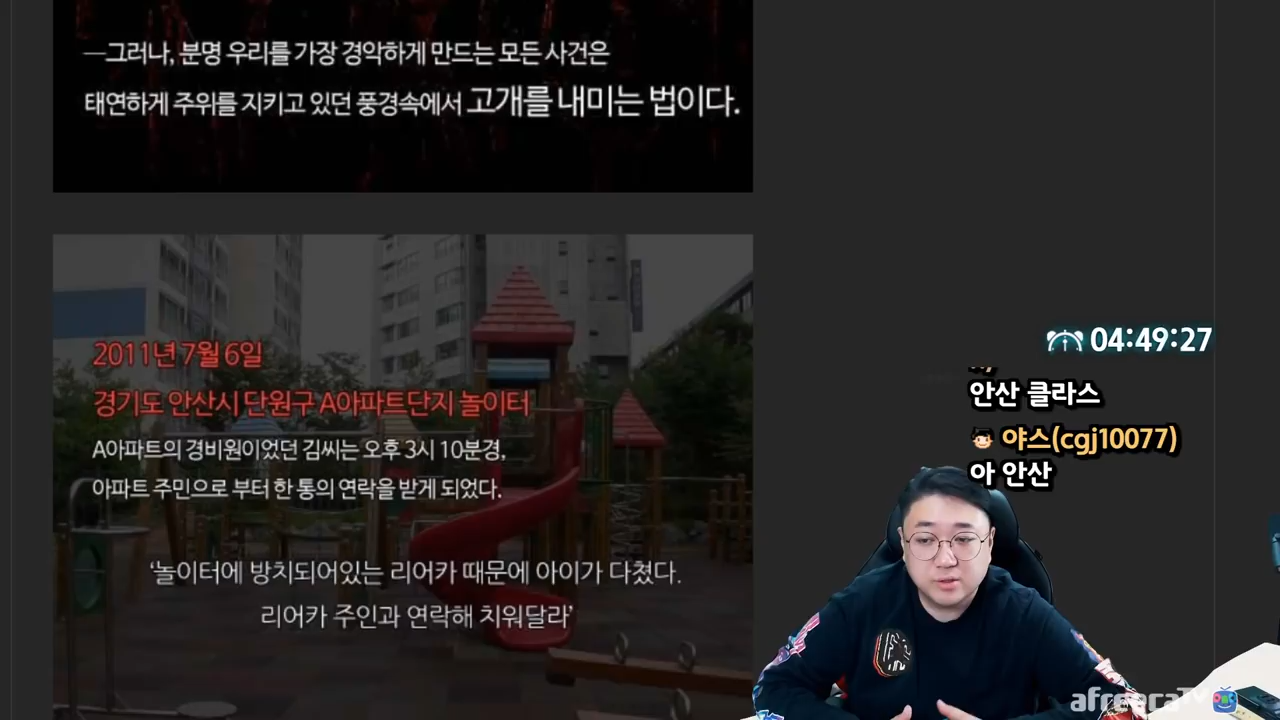 —그러나, 분명 우리를 가장 경악하게 만드는 모든 사건은
태연하게 주위를 지키고 있던 풍경속에서 고개를 내미는 법이다.
2011년 7월 6일
경기도 안산시 단원구 A아파트단지 놀이터
A아파트의 경비원이었던 김씨는 오후 3시 10분경,
아파트 주민으로 부터 한 통의 연락을 받게 되었다.
‘놀이터에 방치되어있는 리어카 때문에 아이가 다쳤다.
리어카 주인과 연락해 치워달라’
04:49:27
안산 클라스
야스(cgj10077)
아 안산
afreecaTV